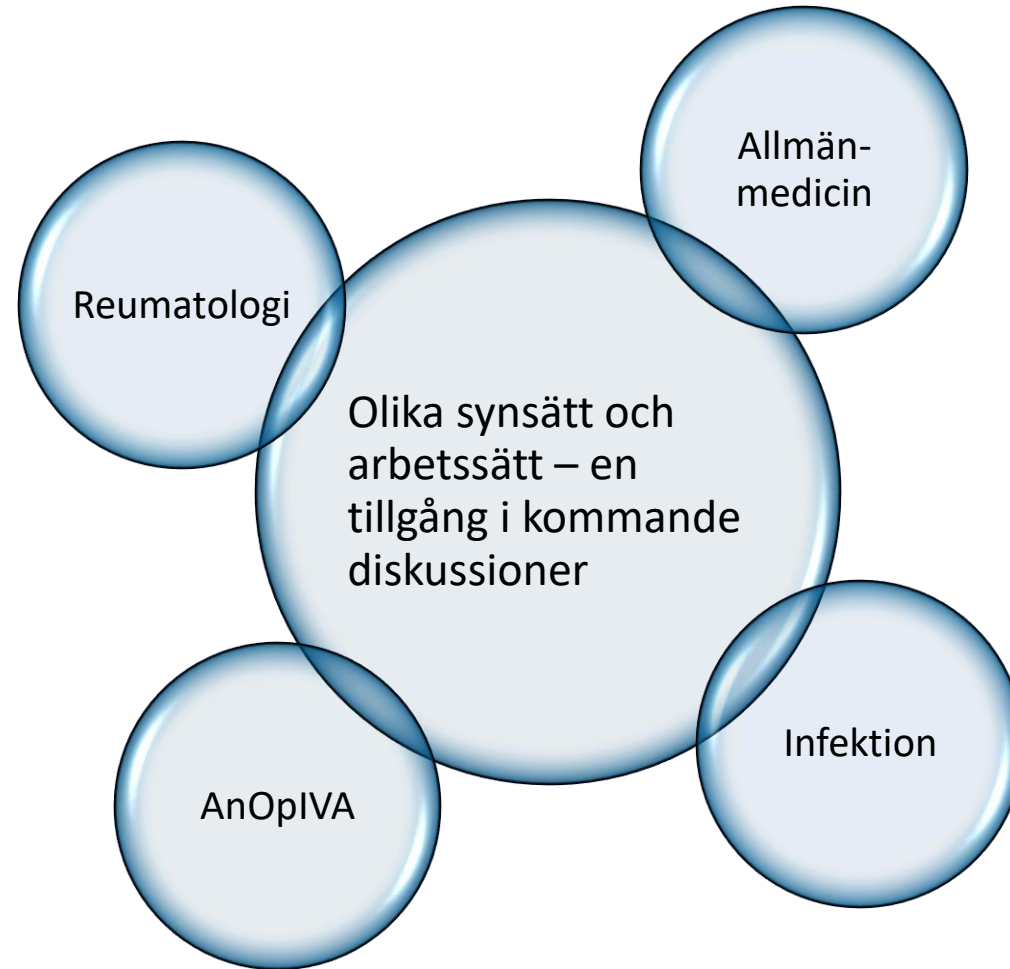 Allmän-
medicin
Reumatologi
Olika synsätt och
arbetssätt – en
tillgång i kommande
diskussioner
Infektion
AnOpIVA